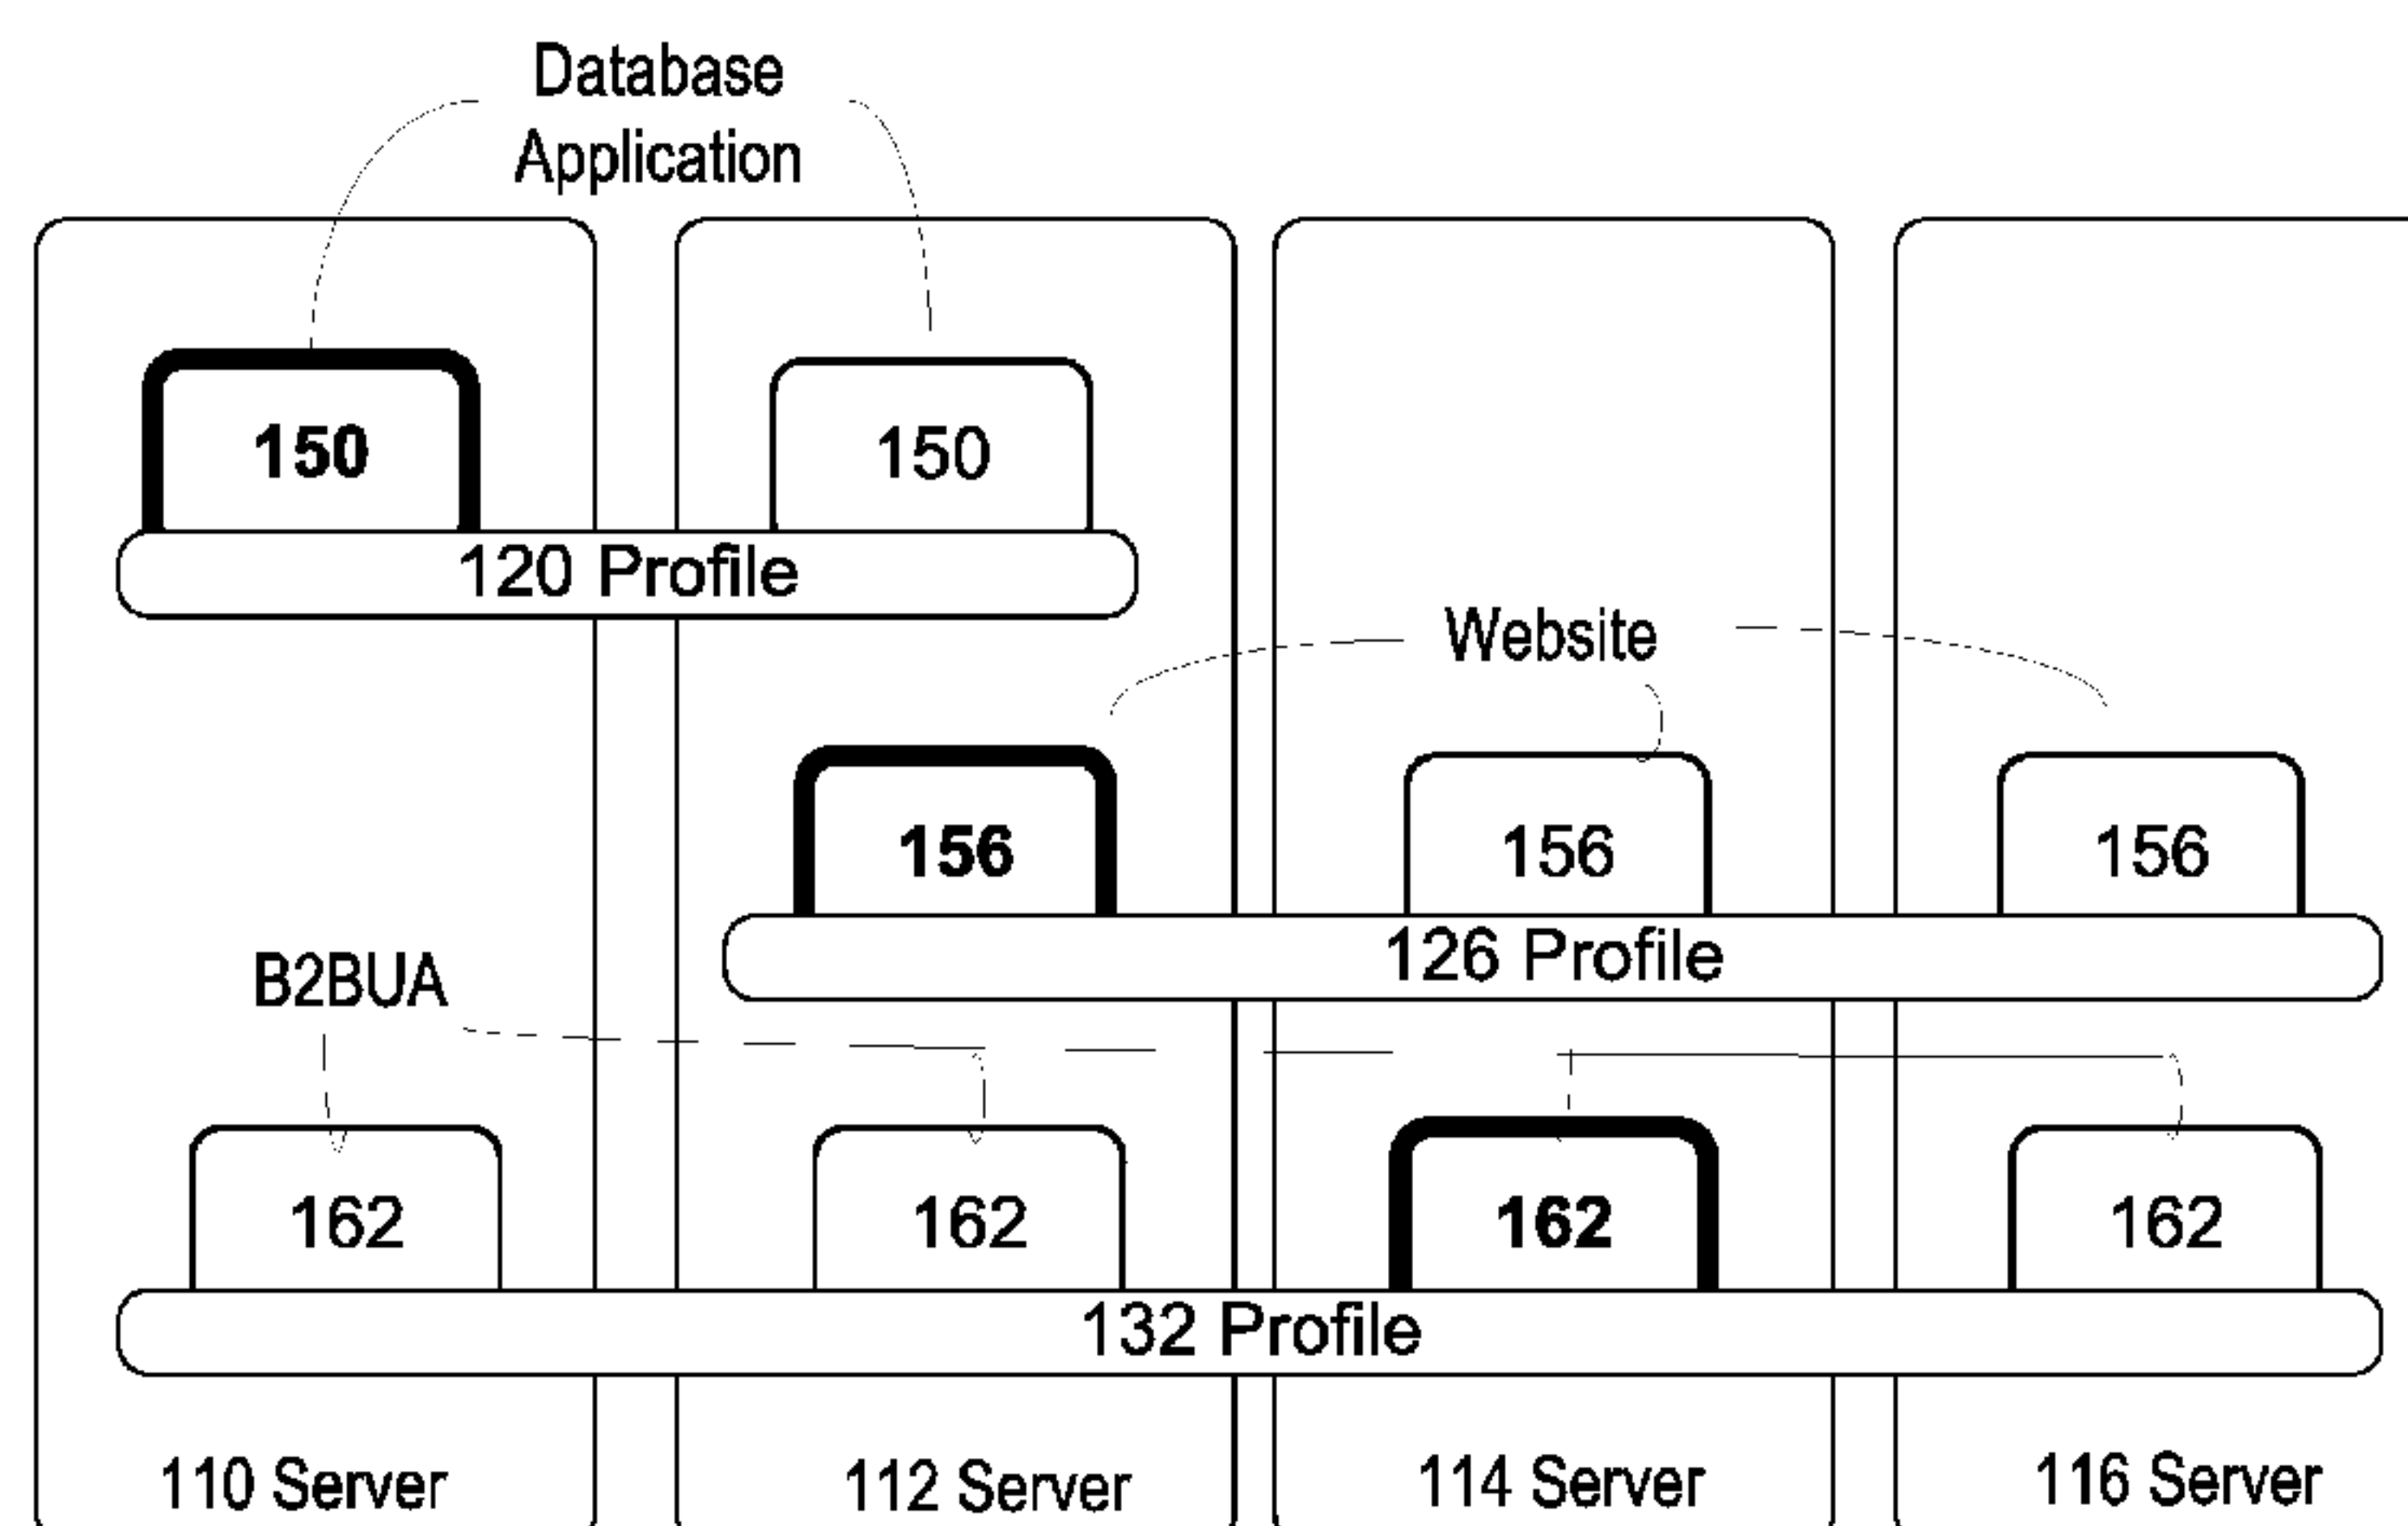 Database
Application
150
150
120 Profile
Website
156
156
156
126 Profile
B2BUA
162
162
162
162
132 Profile
110 Server
112 Server
114 Server
116 Server